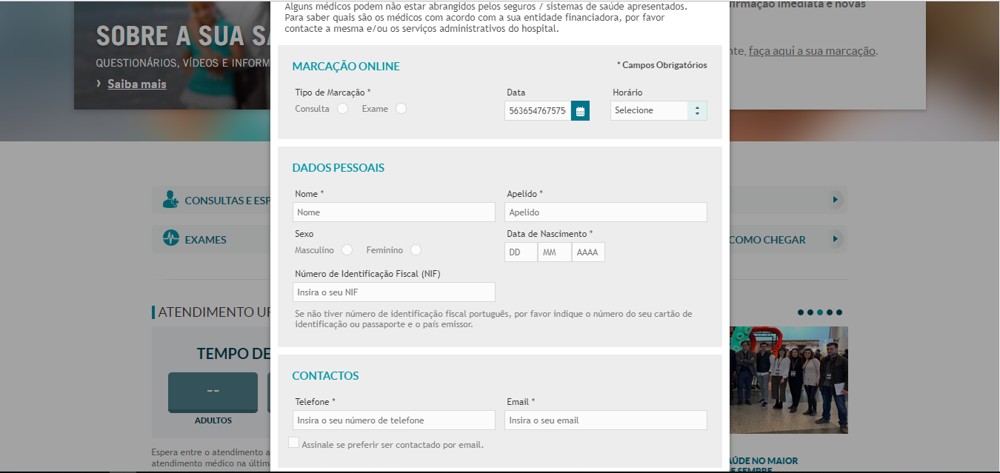 Alguns médicos podem não estar abrangidos pelos seguros / sistemas de saúde apresentados.
Para saber quais são os médicos com acordo com a sua entidade financiadora, por favor
contacte a mesma e/ou os serviços administrativos do hospital.
irmação imediata e novas
SOBRE A SUA SA
QUESTIONÁRIOS, VÍDEOS E INFORM
› Saiba mais
nte, faça aqui a sua marcação.
MARCAÇÃO ONLINE
* Campos Obrigatórios
Tipo de Marcação *
Data
Horário
Consulta
Exame
563654767575
Selecione
DADOS PESSOAIS
Nome *
Apelido *
Nome
Apelido
Sexo
Data de Nascimento *
Masculino
Feminino
DD
MM
AAAA
Número de Identificação Fiscal (NIF)
Insira o seu NIF
Se não tiver número de identificação fiscal português, por favor indique o número do seu cartão de
identificação ou passaporte e o país emissor.
CONTACTOS
Telefone *
Email *
Insira o seu número de telefone
Insira o seu email
Assinale se preferir ser contactado por email.
CONSULTAS E ESP
EXAMES
COMO CHEGAR
ATENDIMENTO UR
TEMPO DE
--
ADULTOS
Espera entre o atendimento a
atendimento médico na últim
AÚDE NO MAIOR
DE SEMPRE